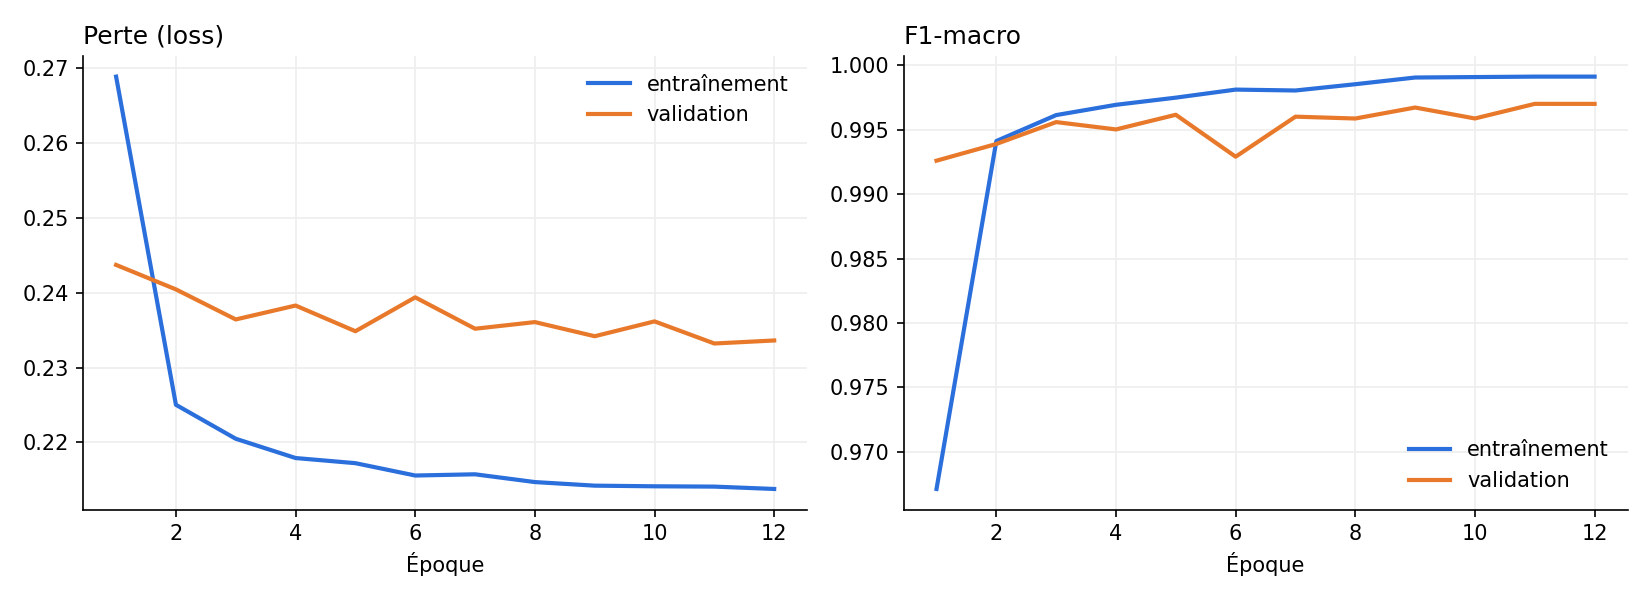 Perte (loss)
0.27
0.26
0.25
0.24
0.23
0.22
entraînement
validation
2 4 6 8 10 12
Époque
F1-macro
1.000
0.995
0.990
0.985
0.980
0.975
0.970
entraînement
validation
2 4 6 8 10 12
Époque